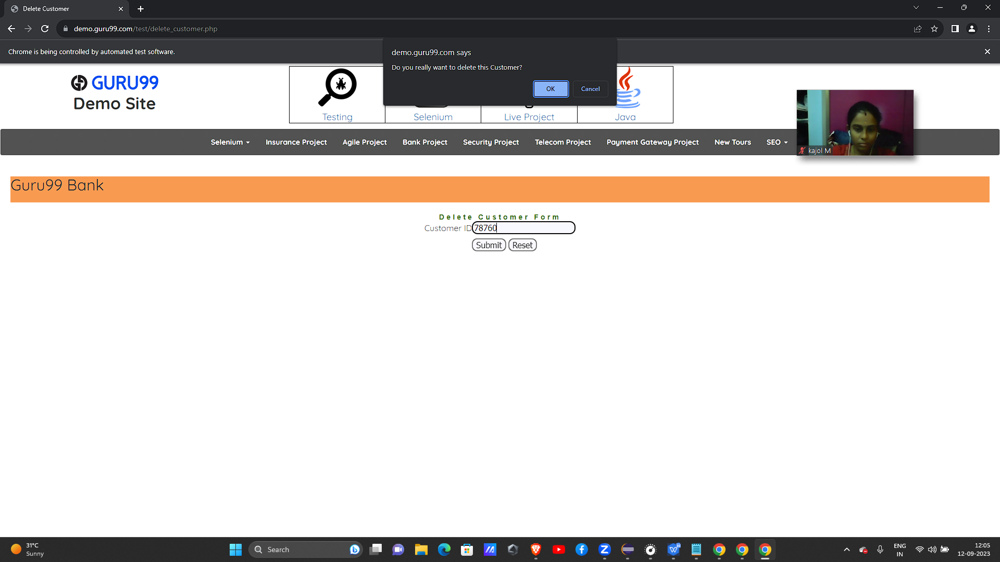 Delete Customer
demo.guru99.com/test/delete_customer.php
Chrome is being controlled by automated test software.
demo.guru99.com says
Do you really want to delete this Customer?
OK
Cancel
GURU99
Demo Site
Testing
Selenium
Live Project
Java
Selenium
Insurance Project
Agile Project
Bank Project
Security Project
Telecom Project
Payment Gateway Project
New Tours
SEO
kajol M
Guru99 Bank
Delete Customer Form
Customer ID 78760
Submit Reset
31°C
Sunny
Search
ENG
IN
12:05
12-09-2023